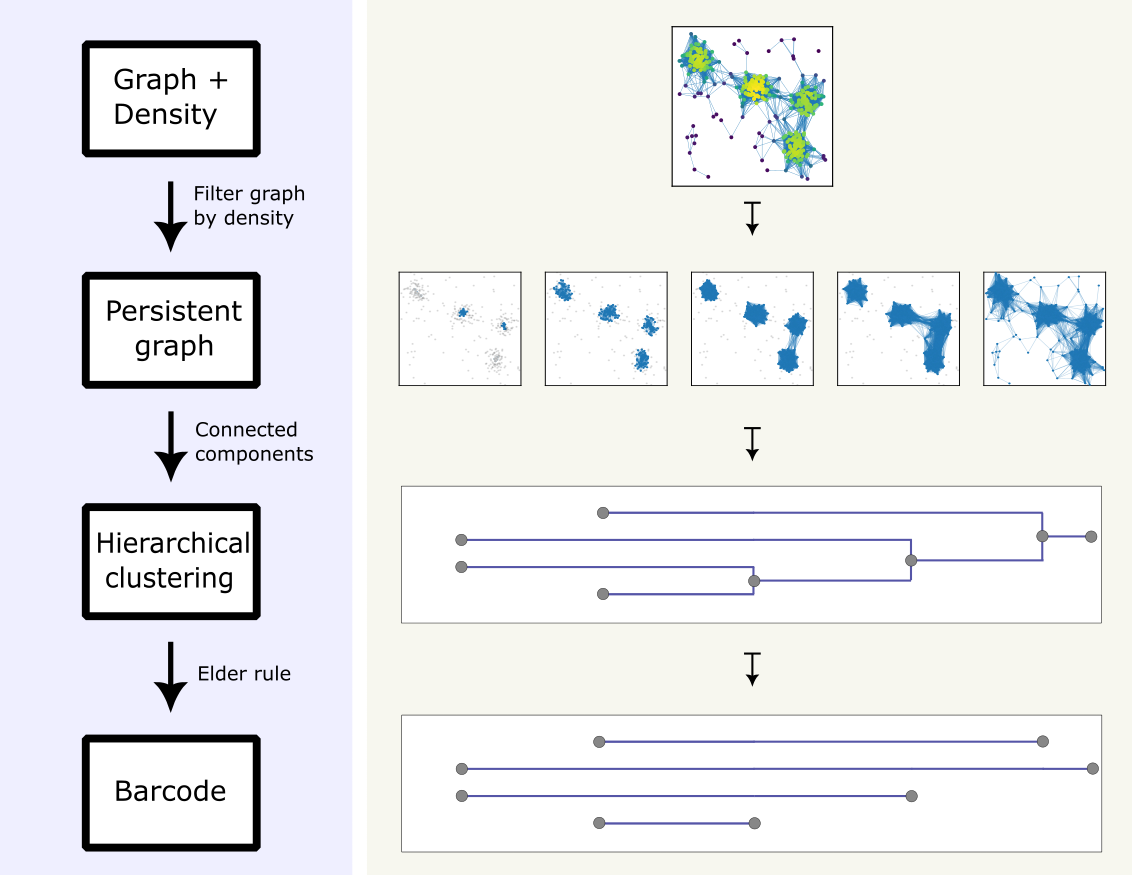 Graph +
Density
Filter graph
by density
Persistent
graph
Connected
components
Hierarchical
clustering
Elder rule
Barcode